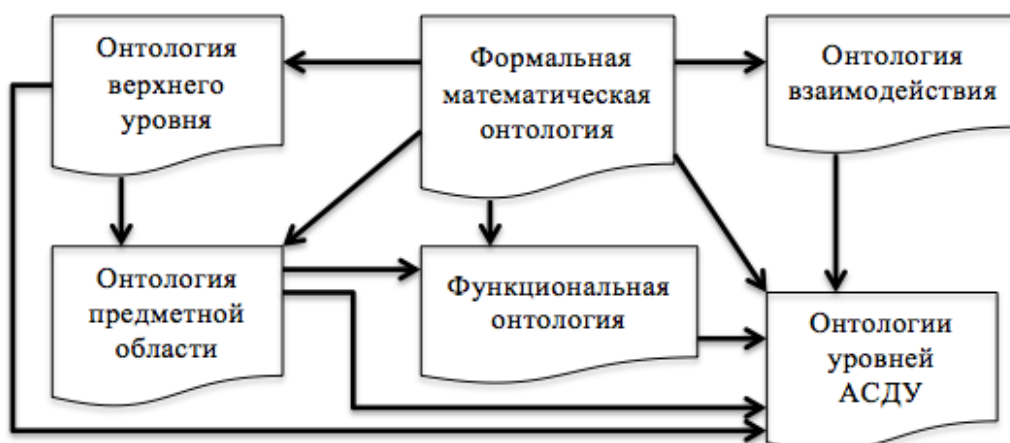 Онтология
верхнего
уровня
Формальная
математическая
онтология
Онтология
взаимодействия
Онтология
предметной
области
Функциональная
онтология
Онтологии
уровней
АСДУ